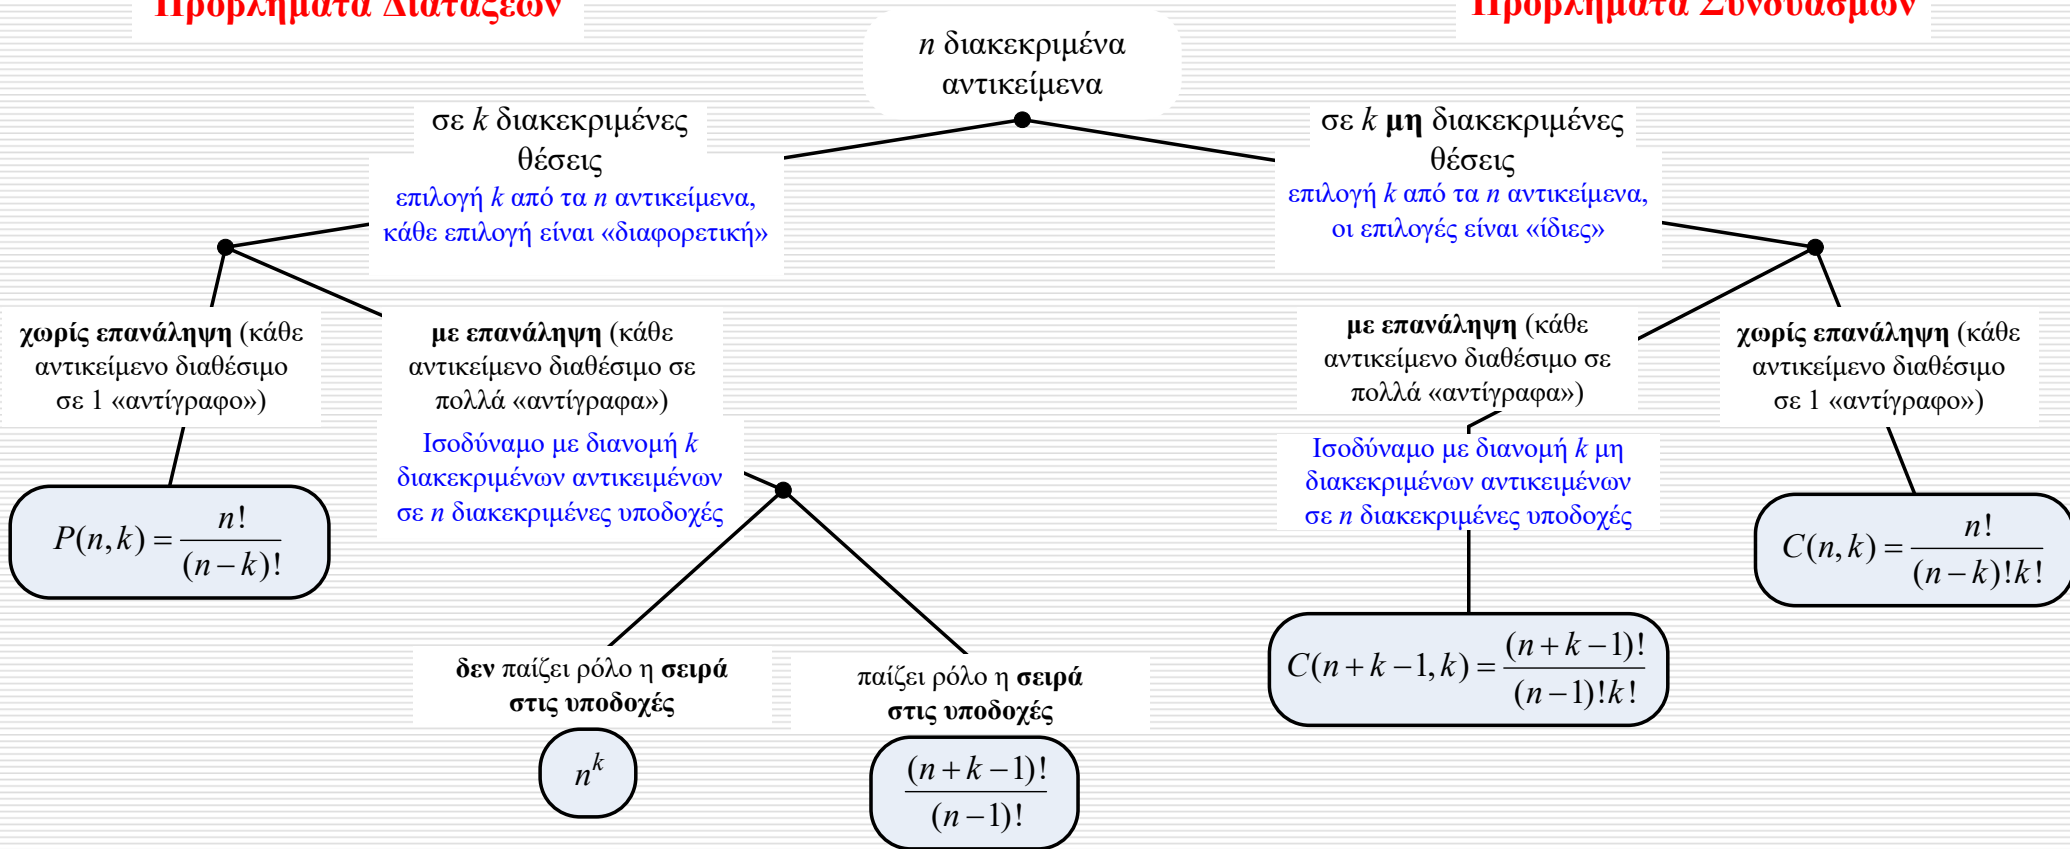 Προβλήματα Διατάξεων
Προβλήματα Συνδυασμών
n διακεκριμένα
αντικείμενα
σε k διακεκριμένες
θέσεις
επιλογή k από τα n αντικείμενα,
κάθε επιλογή είναι «διαφορετική»
σε k μη διακεκριμένες
θέσεις
επιλογή k από τα n αντικείμενα,
οι επιλογές είναι «ίδιες»
χωρίς επανάληψη (κάθε
αντικείμενο διαθέσιμο
σε 1 «αντίγραφο»)
με επανάληψη (κάθε
αντικείμενο διαθέσιμο σε
πολλά «αντίγραφα»)
Ισοδύναμο με διανομή k
διακεκριμένων αντικειμένων
σε n διακεκριμένες υποδοχές
με επανάληψη (κάθε
αντικείμενο διαθέσιμο σε
πολλά «αντίγραφα»)
Ισοδύναμο με διανομή k μη
διακεκριμένων αντικειμένων
σε n διακεκριμένες υποδοχές
χωρίς επανάληψη (κάθε
αντικείμενο διαθέσιμο
σε 1 «αντίγραφο»)
P(n,k) = n! / (n−k)!
C(n,k) = n! / (n−k)!k!
C(n+k−1,k) = (n+k−1)! / (n−1)!k!
δεν παίζει ρόλο η σειρά
στις υποδοχές
n^k
παίζει ρόλο η σειρά
στις υποδοχές
(n+k−1)! / (n−1)!